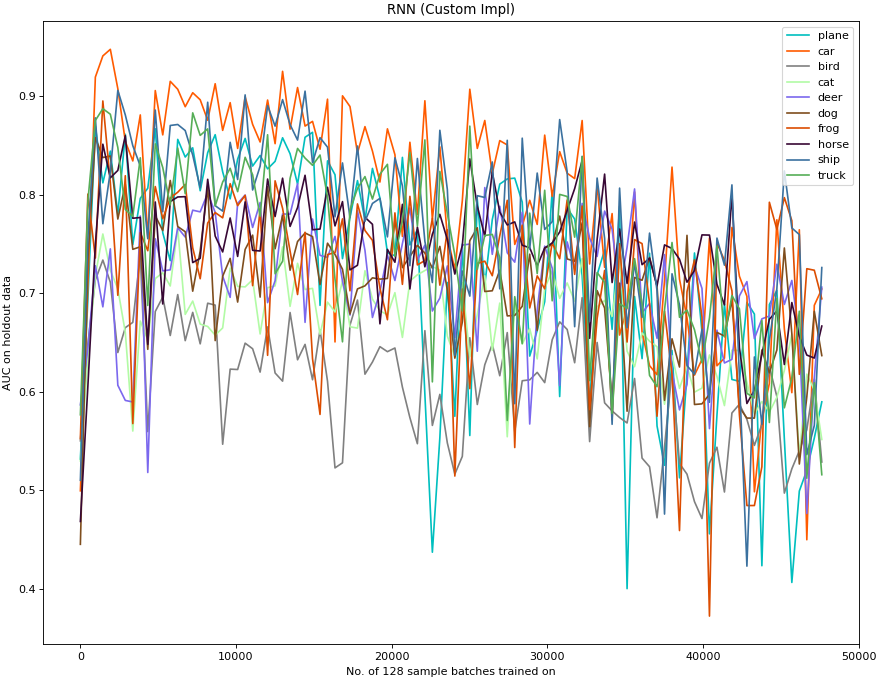 RNN (Custom Impl)
AUC on holdout data
0.9
0.8
0.7
0.6
0.5
0.4
plane
car
bird
cat
deer
dog
frog
horse
ship
truck
0 10000 20000 30000 40000 50000
No. of 128 sample batches trained on